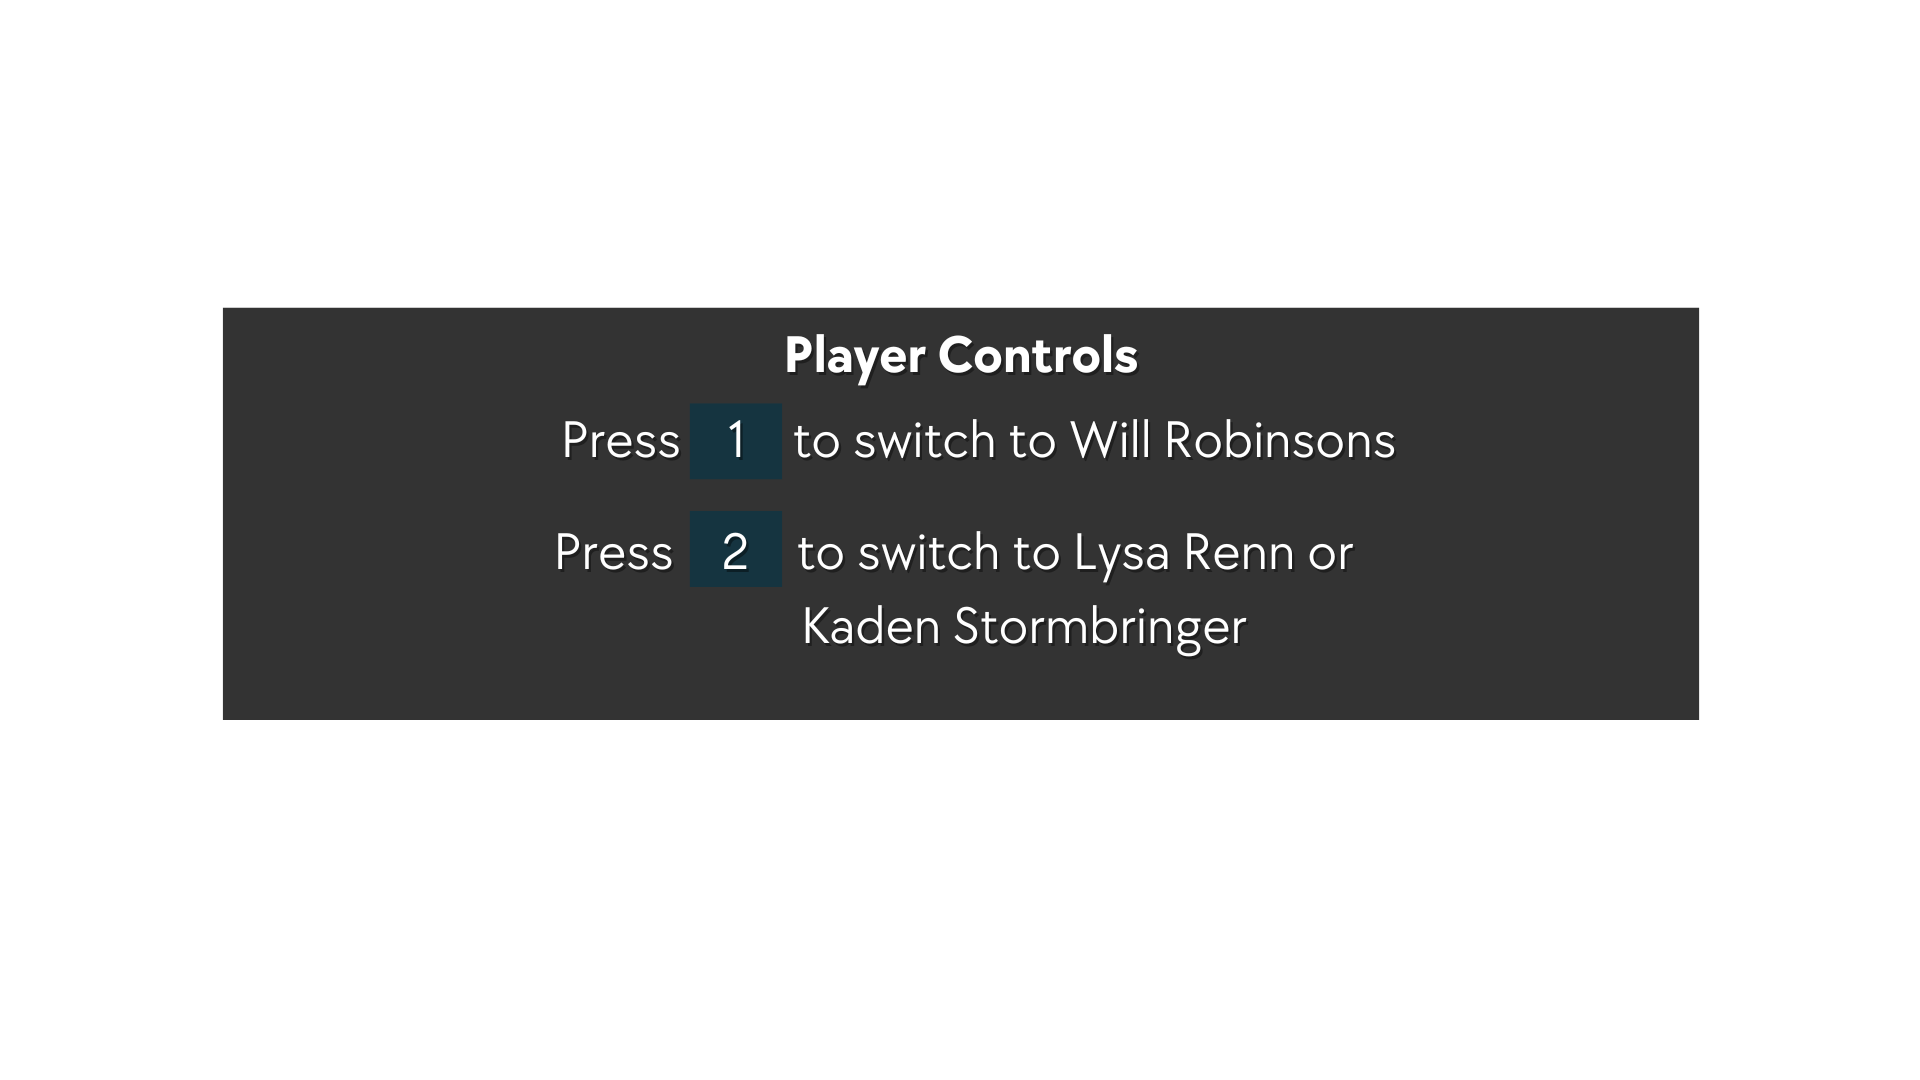 Player Controls
Press 1 to switch to Will Robinsons
Press 2 to switch to Lysa Renn or
Kaden Stormbringer